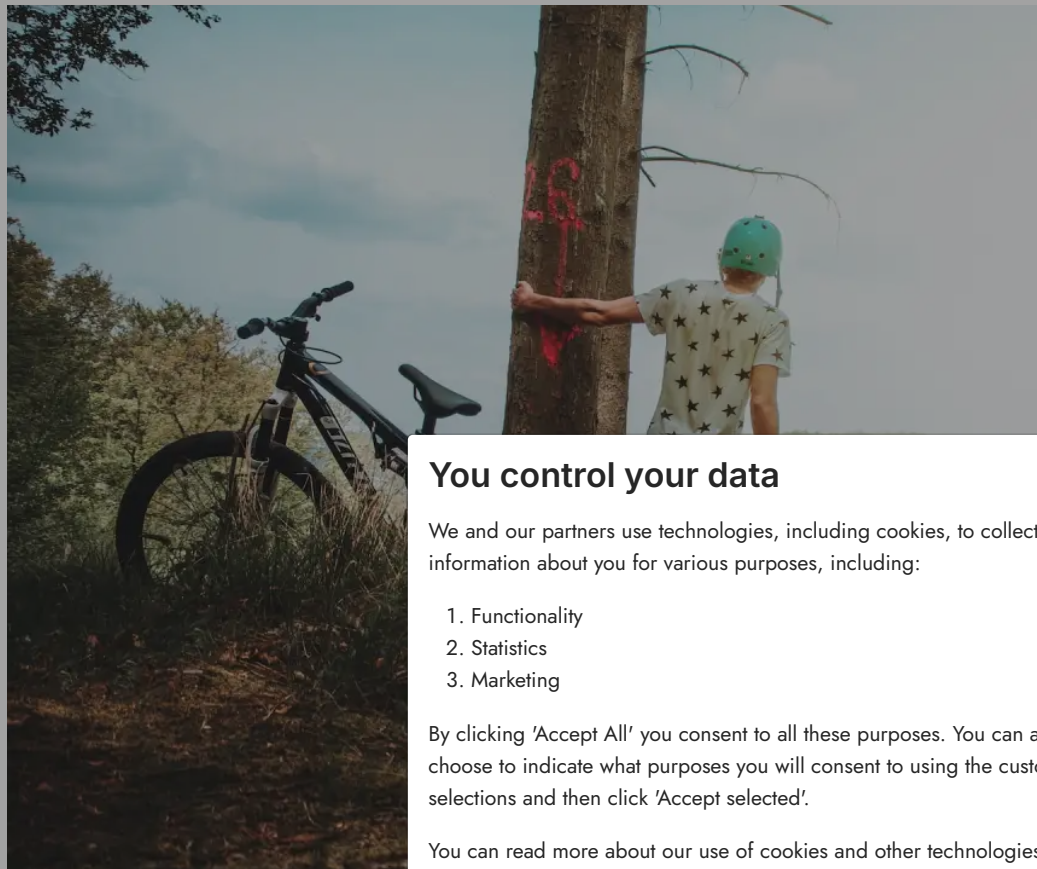 16
You control your data
We and our partners use technologies, including cookies, to collect
information about you for various purposes, including:
1. Functionality
2. Statistics
3. Marketing
By clicking 'Accept All' you consent to all these purposes. You can
choose to indicate what purposes you will consent to using the
selections and then click 'Accept selected'.
You can read more about our use of cookies and other technologies